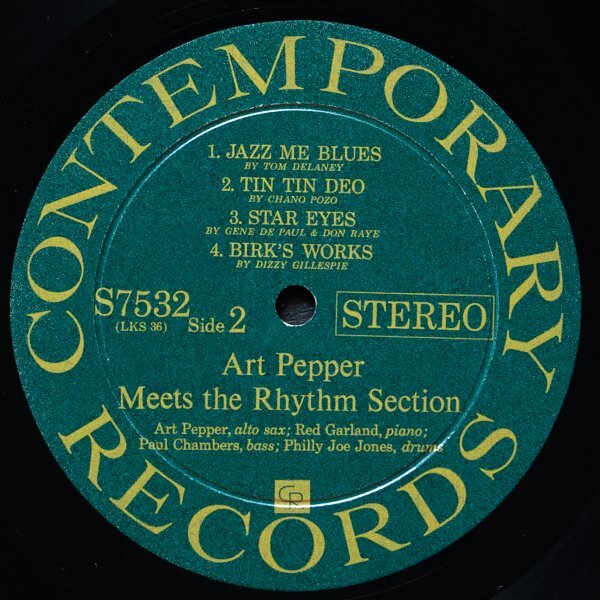 CONTEMPORARY
1. JAZZ ME BLUES
BY TOM DELANEY
2. TIN TIN DEO
BY CHANO POZO
3. STAR EYES
BY GENE DE PAUL & DON RAYE
4. BIRK'S WORKS
BY DIZZY GILLESPIE
S7532
(LKS 36)
Side 2
STEREO
Art Pepper
Meets the Rhythm Section
Art Pepper, alto sax; Red Garland, piano;
Paul Chambers, bass; Philly Joe Jones, drums
CR
RECORDS